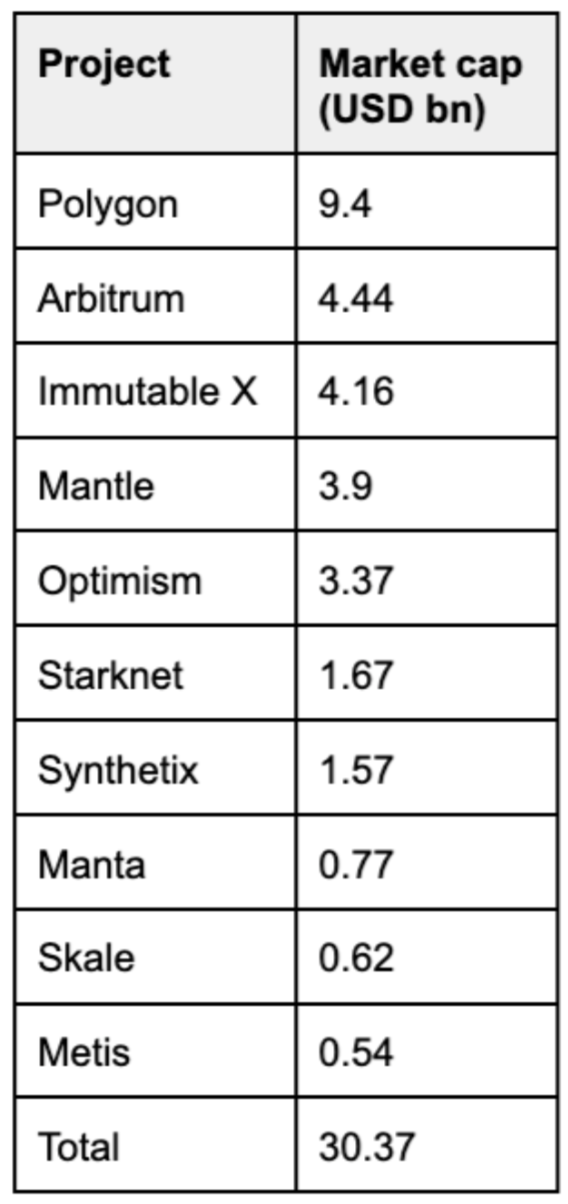 Project Market cap
(USD bn)
Polygon 9.4
Arbitrum 4.44
Immutable X 4.16
Mantle 3.9
Optimism 3.37
Starknet 1.67
Synthetix 1.57
Manta 0.77
Skale 0.62
Metis 0.54
Total 30.37